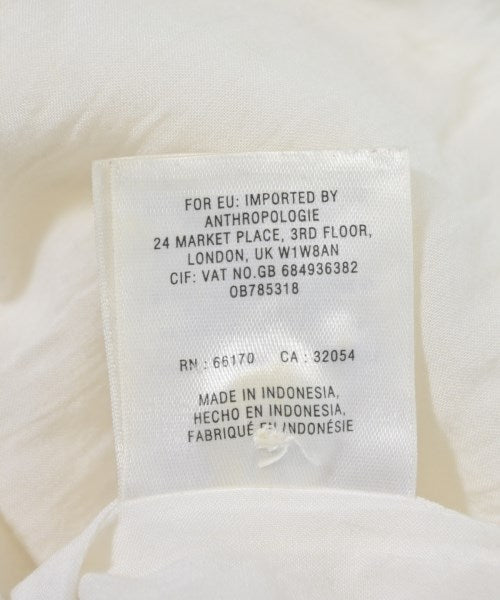 FOR EU: IMPORTED BY
ANTHROPOLOGIE
24 MARKET PLACE, 3RD FLOOR,
LONDON, UK W1W8AN
CIF: VAT NO.GB 684936382
OB785318
RN : 66170 CA : 32054
MADE IN INDONESIA,
HECHO EN INDONESIA,
FABRIQUÉ EN INDONÉSIE